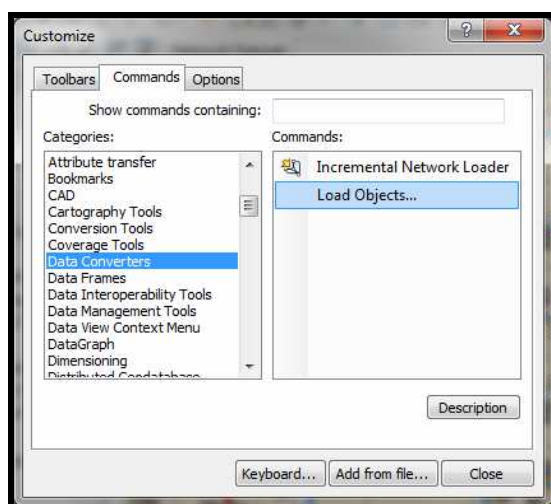 Customize
Toolbars Commands Options
Show commands containing:
Categories:
Commands:
Attribute transfer
Bookmarks
CAD
Cartography Tools
Conversion Tools
Coverage Tools
Data Converters
Data Frames
Data Interoperability Tools
Data Management Tools
Data View Context Menu
DataGraph
Dimensioning
Distributed Geodatabase
Incremental Network Loader
Load Objects...
Description
Keyboard... Add from file... Close